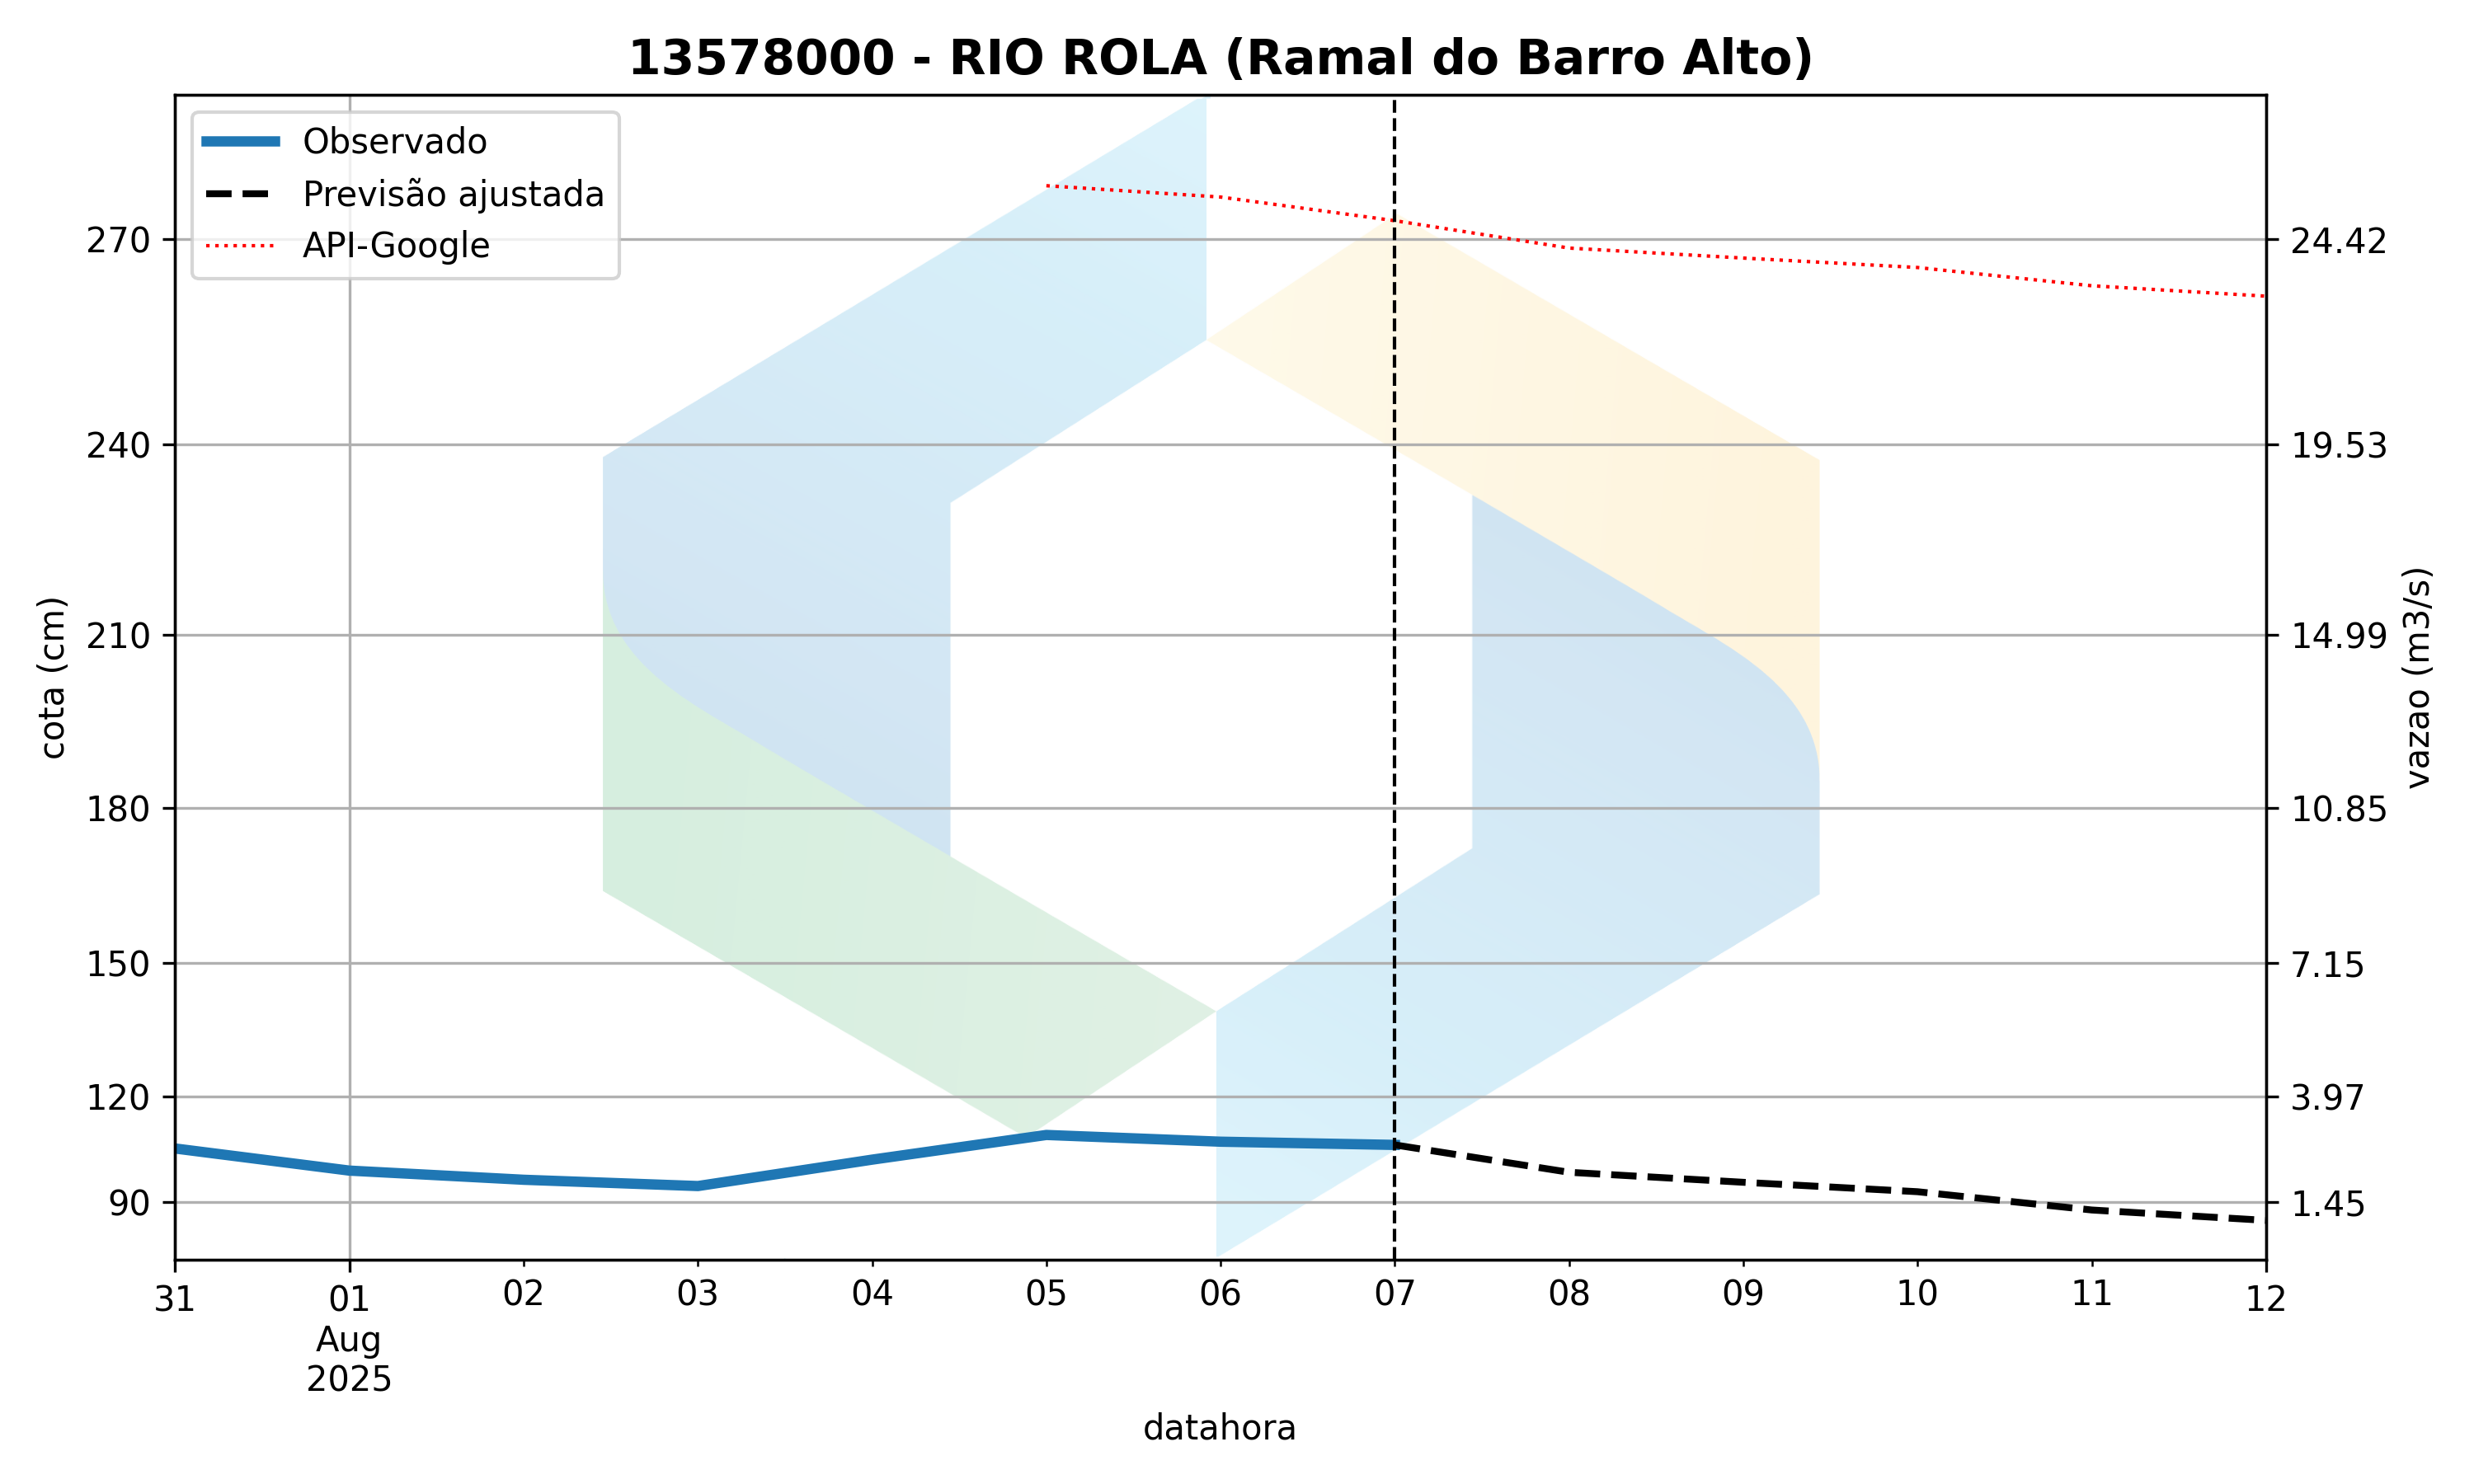 13578000 - RIO ROLA (Ramal do Barro Alto)
Observado
Previsão ajustada
API-Google
270
240
210
180
150
120
90
cota (cm)
24.42
19.53
14.99
10.85
7.15
3.97
1.45
vazao (m3/s)
31 01 02 03 04 05 06 07 08 09 10 11 12
Aug
2025
datahora